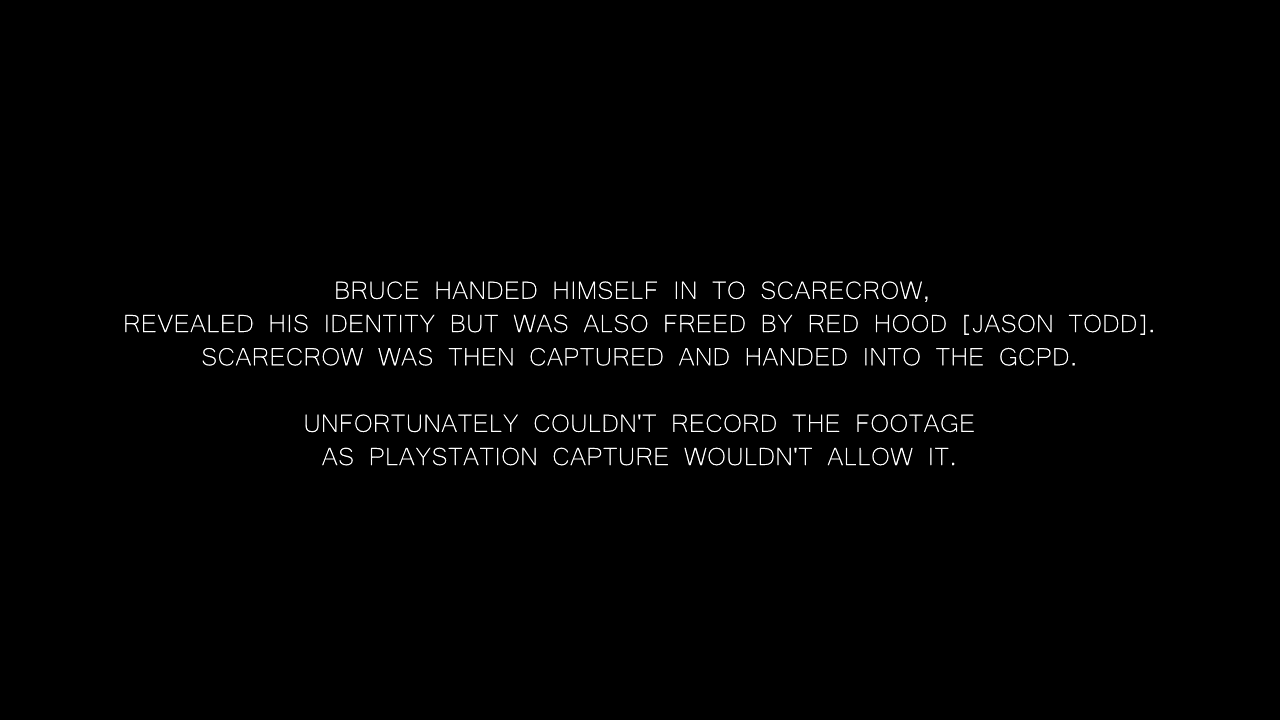 BRUCE HANDED HIMSELF IN TO SCARECROW,
REVEALED HIS IDENTITY BUT WAS ALSO FREED BY RED HOOD [JASON TODD].
SCARECROW WAS THEN CAPTURED AND HANDED INTO THE GCPD.
UNFORTUNATELY COULDN'T RECORD THE FOOTAGE
AS PLAYSTATION CAPTURE WOULDN'T ALLOW IT.